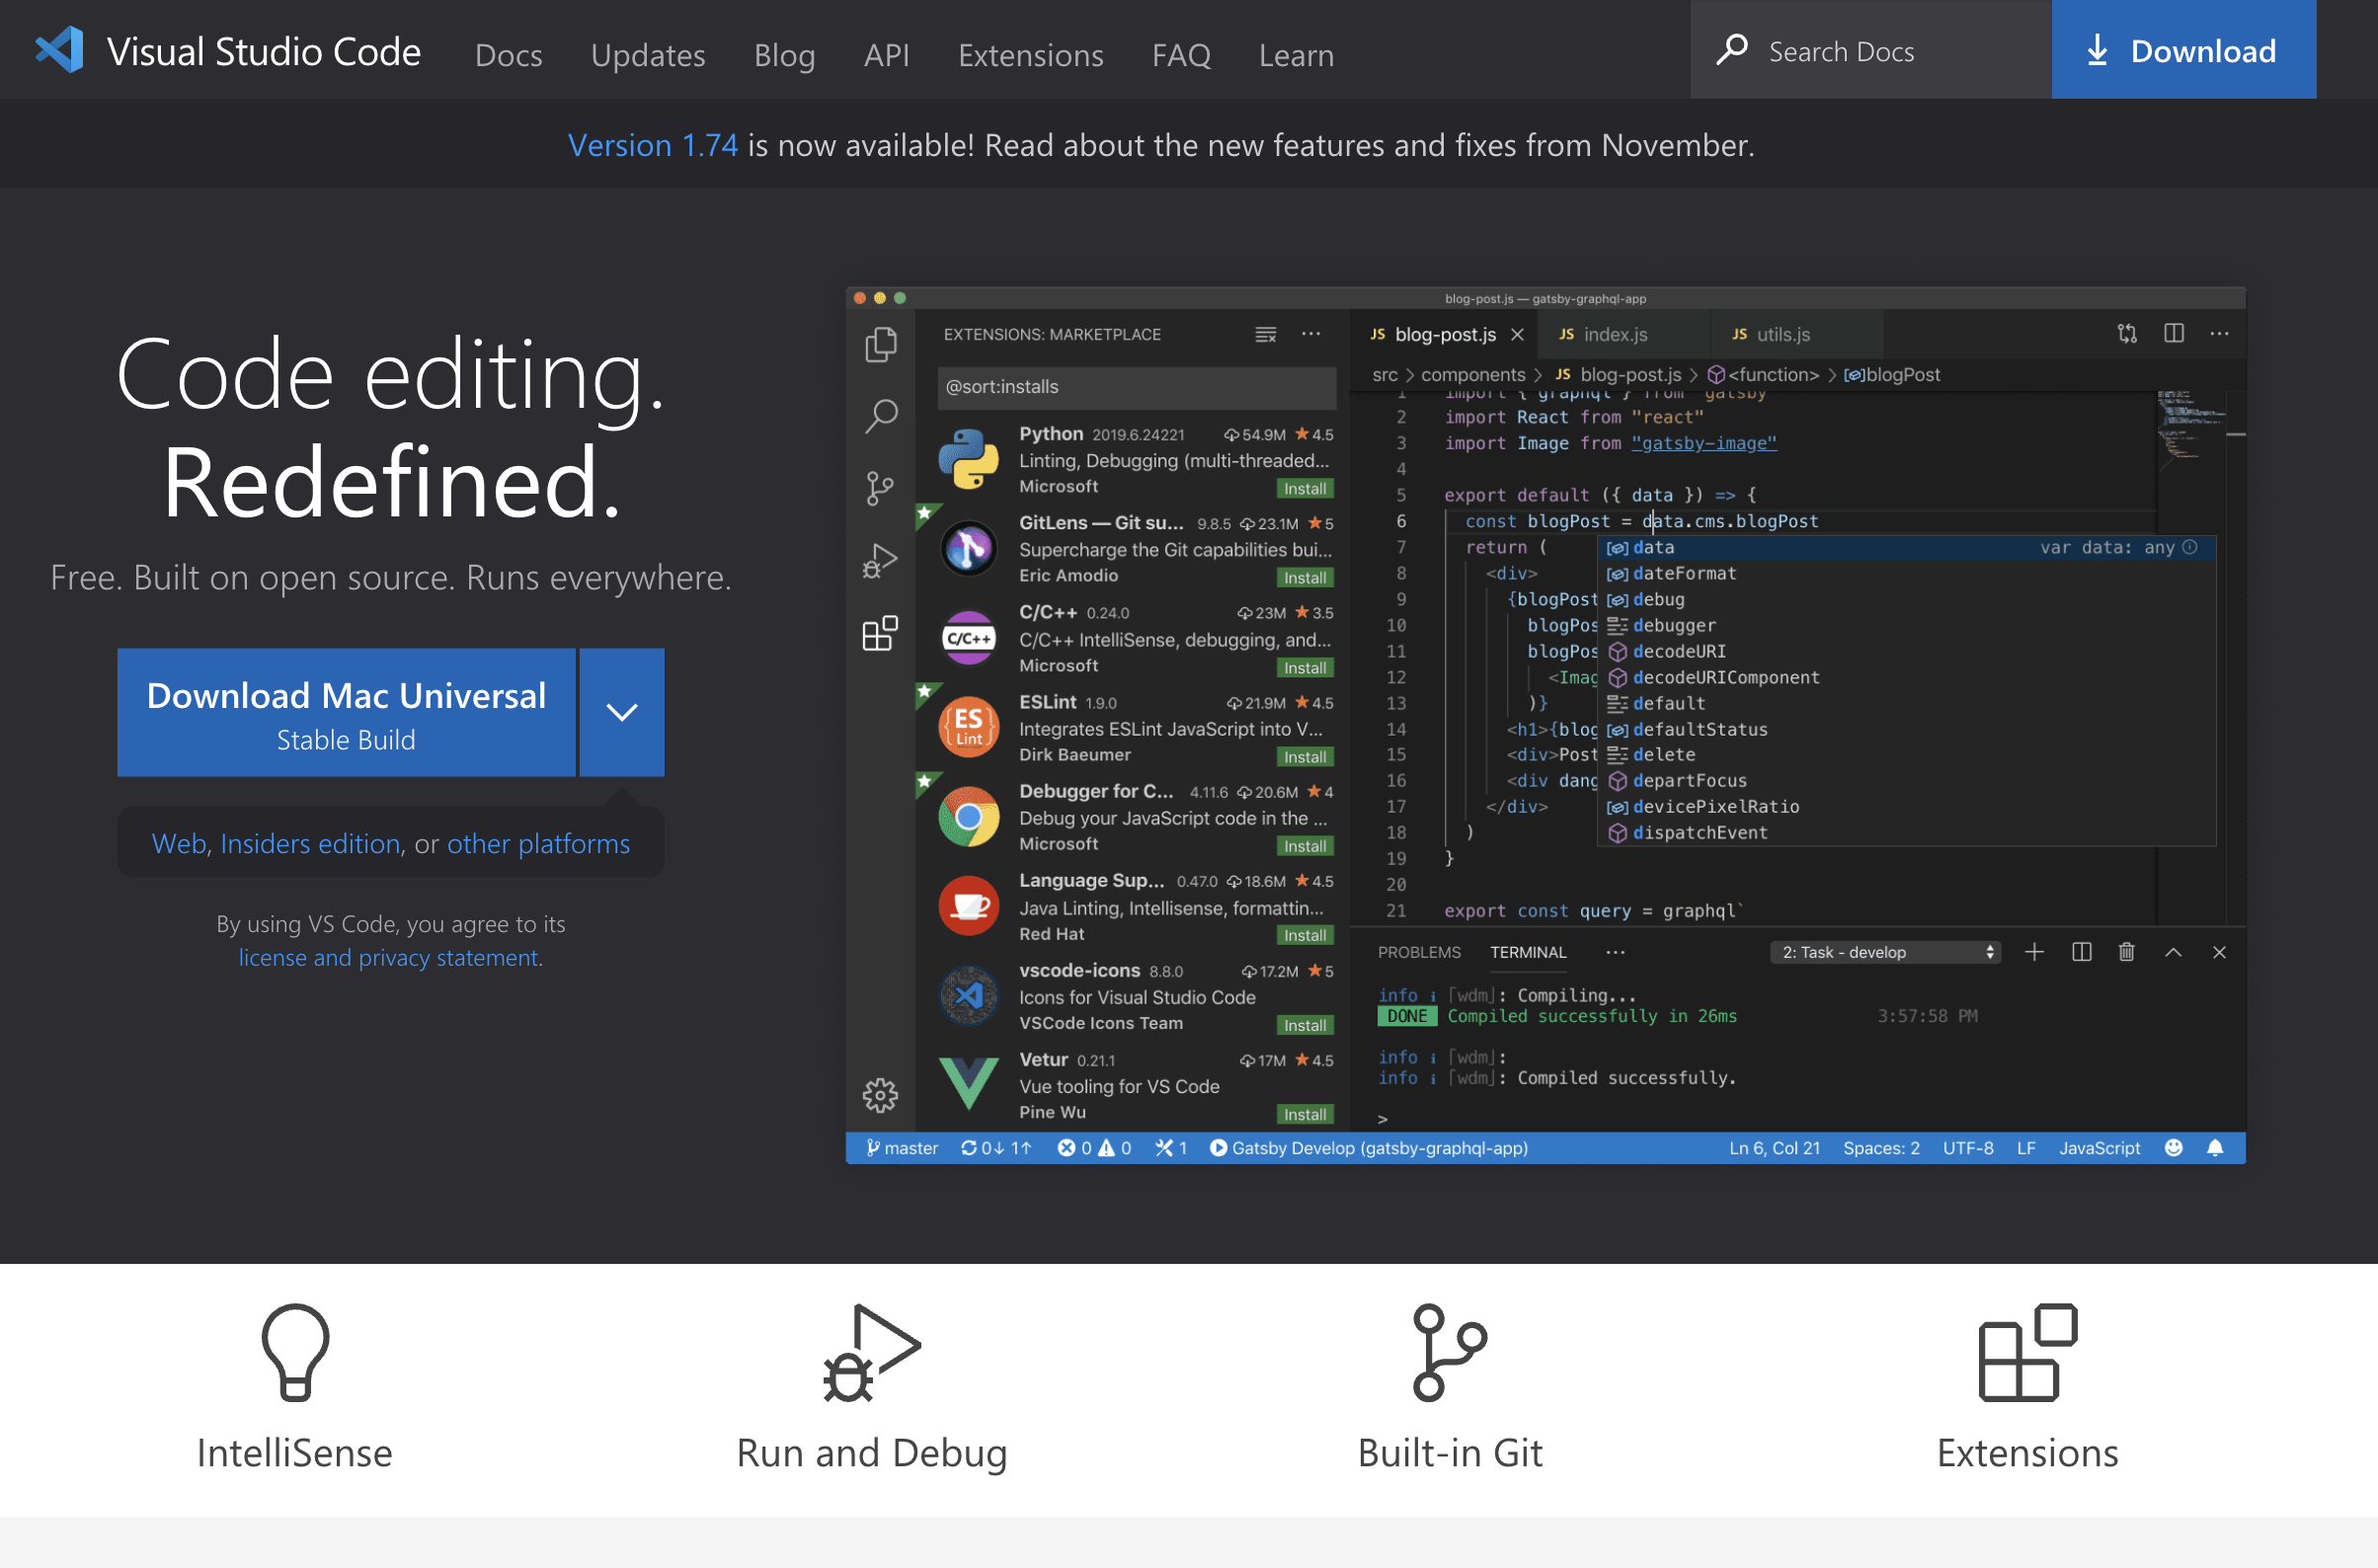 Visual Studio Code Docs Updates Blog API Extensions FAQ Learn Search Docs Download
Version 1.74 is now available! Read about the new features and fixes from November.
Code editing.
Redefined.
Free. Built on open source. Runs everywhere.
Download Mac Universal
Stable Build
Web, Insiders edition, or other platforms
By using VS Code, you agree to its
license and privacy statement.
blog-post.js — gatsby-graphql-app
EXTENSIONS: MARKETPLACE
@sort:installs
Python 2019.6.24221 54.9M 4.5
Linting, Debugging (multi-threaded...
Microsoft Install
GitLens — Git su... 9.8.5 23.1M 5
Supercharge the Git capabilities bui...
Eric Amodio Install
C/C++
C/C++ 0.24.0 23M 3.5
C/C++ IntelliSense, debugging, and...
Microsoft Install
ES
Lint
ESLint 1.9.0 21.9M 4.5
Integrates ESLint JavaScript into V...
Dirk Baeumer Install
Debugger for C... 4.11.6 20.6M 4
Debug your JavaScript code in the ...
Microsoft Install
Language Sup... 0.47.0 18.6M 4.5
Java Linting, Intellisense, formattin...
Red Hat Install
vscode-icons 8.8.0 17.2M 5
Icons for Visual Studio Code
VSCode Icons Team Install
Vetur 0.21.1 17M 4.5
Vue tooling for VS Code
Pine Wu Install
JS blog-post.js JS index.js JS utils.js
src > components > JS blog-post.js > <function> > blogPost
1 import { graphql } from "gatsby"
2 import React from "react"
3 import Image from "gatsby-image"
4
5 export default ({ data }) => {
6 const blogPost = data.cms.blogPost
7 return (
8 <div>
9 {blogPost
10 blogPos
11 blogPos
12 <Imag
13 )}
14 <h1>{blog
15 <div>Post
16 <div dang
17 </div>
18 )
19 }
20
21 export const query = graphql`
data var data: any
dateFormat
debug
debugger
decodeURI
decodeURIComponent
default
defaultStatus
delete
departFocus
devicePixelRatio
dispatchEvent
PROBLEMS TERMINAL ... 2: Task - develop
info i ｢wdm｣: Compiling...
DONE Compiled successfully in 26ms 3:57:58 PM
info i ｢wdm｣:
info i ｢wdm｣: Compiled successfully.
>
master 0↓ 1↑ 0 0 1 Gatsby Develop (gatsby-graphql-app) Ln 6, Col 21 Spaces: 2 UTF-8 LF JavaScript
IntelliSense
Run and Debug
Built-in Git
Extensions